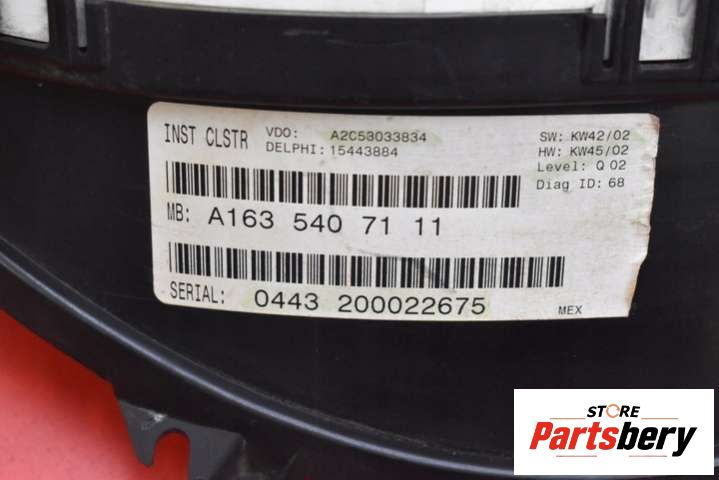 INST CLSTR VDO: A2C53033834 SW: KW42/02
DELPHI: 15443884 HW: KW45/02
Level: Q 02
Diag ID: 68
MB: A163 540 71 11
SERIAL: 0443 200022675 MEX
STORE
Partsbery